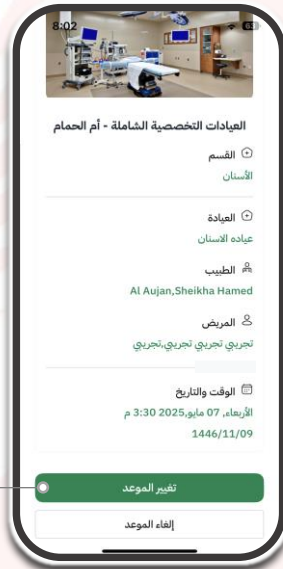 8:02
63
العيادات التخصصية الشاملة - أم الحمام
القسم
الأسنان
العيادة
عياده الاسنان
الطبيب
Al Aujan,Sheikha Hamed
المريض
تجريبي تجريبي تجريبي,تجريبي
الوقت والتاريخ
الأربعاء, 07 مايو,2025 3:30 م
1446/11/09
تغيير الموعد
إلغاء الموعد